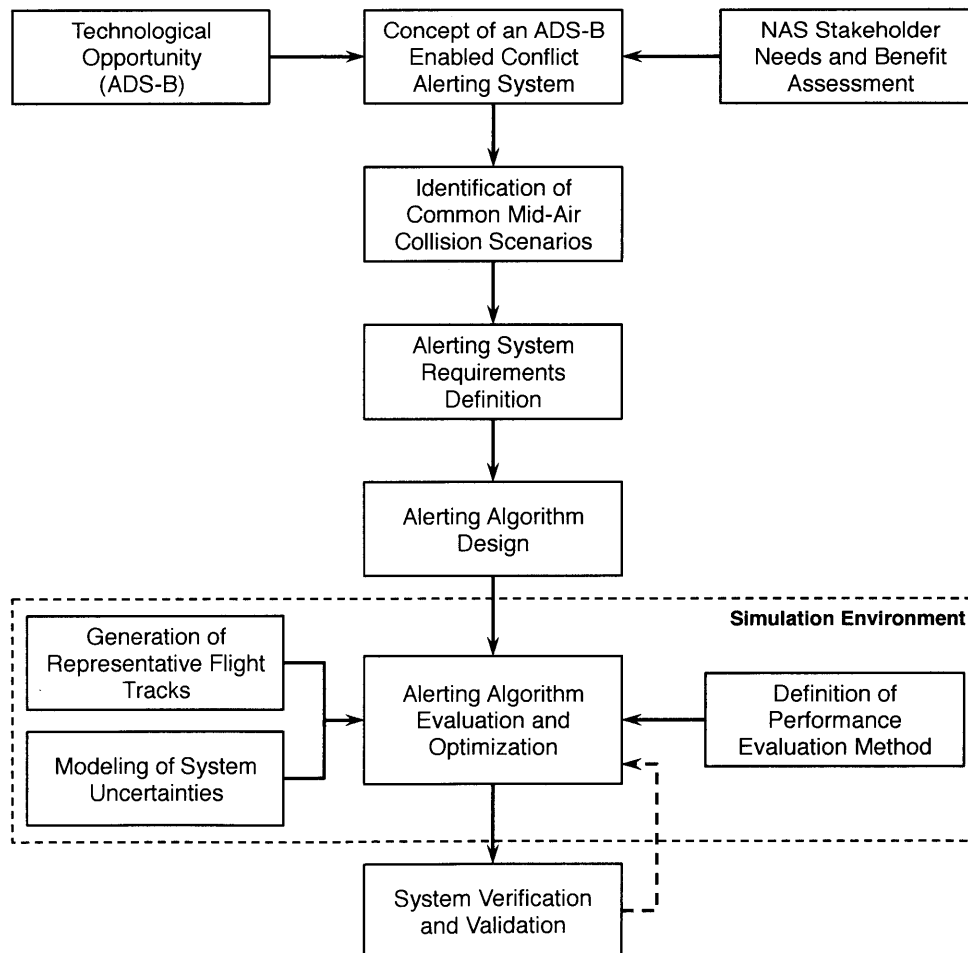 Technological
Opportunity
(ADS-B)
Concept of an ADS-B
Enabled Conflict
Alerting System
NAS Stakeholder
Needs and Benefit
Assessment
Identification of
Common Mid-Air
Collision Scenarios
Alerting System
Requirements
Definition
Alerting Algorithm
Design
Simulation Environment
Generation of
Representative Flight
Tracks
Modeling of System
Uncertainties
Alerting Algorithm
Evaluation and
Optimization
Definition of
Performance
Evaluation Method
System Verification
and Validation